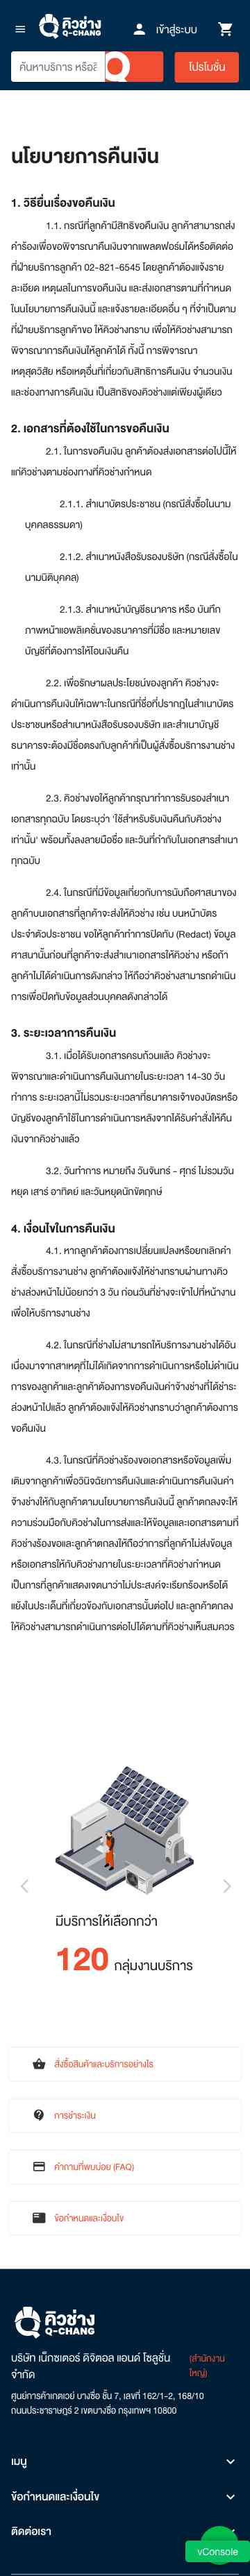 คิวช่าง
Q-CHANG
เข้าสู่ระบบ
ค้นหาบริการ หรือสิ
โปรโมชั่น
นโยบายการคืนเงิน
1. วิธียื่นเรื่องขอคืนเงิน
1.1. กรณีที่ลูกค้ามีสิทธิขอคืนเงิน ลูกค้าสามารถส่ง
คำร้องเพื่อขอพิจารณาคืนเงินจากแพลตฟอร์มได้หรือติดต่อ
ที่ฝ่ายบริการลูกค้า 02-821-6545 โดยลูกค้าต้องแจ้งราย
ละเอียด เหตุผลในการขอคืนเงิน และส่งเอกสารตามที่กำหนด
ในนโยบายการคืนเงินนี้ และแจ้งรายละเอียดอื่น ๆ ที่จำเป็นตาม
ที่ฝ่ายบริการลูกค้าขอ ให้คิวช่างทราบ เพื่อให้คิวช่างสามารถ
พิจารณาการคืนเงินให้ลูกค้าได้ ทั้งนี้ การพิจารณา
เหตุสุดวิสัย หรือเหตุอื่นที่เกี่ยวกับสิทธิการคืนเงิน จำนวนเงิน
และช่องทางการคืนเงิน เป็นสิทธิของคิวช่างแต่เพียงผู้เดียว
2. เอกสารที่ต้องใช้ในการขอคืนเงิน
2.1. ในการขอคืนเงิน ลูกค้าต้องส่งเอกสารต่อไปนี้ให้
แก่คิวช่างตามช่องทางที่คิวช่างกำหนด
2.1.1. สำเนาบัตรประชาชน (กรณีสั่งซื้อในนาม
บุคคลธรรมดา)
2.1.2. สำเนาหนังสือรับรองบริษัท (กรณีสั่งซื้อใน
นามนิติบุคคล)
2.1.3. สำเนาหน้าบัญชีธนาคาร หรือ บันทึก
ภาพหน้าแอพลิเคชั่นของธนาคารที่มีชื่อ และหมายเลข
บัญชีที่ต้องการให้โอนเงินคืน
2.2. เพื่อรักษาผลประโยชน์ของลูกค้า คิวช่างจะ
ดำเนินการคืนเงินให้เฉพาะในกรณีที่ชื่อที่ปรากฏในสำเนาบัตร
ประชาชนหรือสำเนาหนังสือรับรองบริษัท และสำเนาบัญชี
ธนาคารจะต้องมีชื่อตรงกับลูกค้าที่เป็นผู้สั่งซื้อบริการงานช่าง
เท่านั้น
2.3. คิวช่างขอให้ลูกค้ากรุณาทำการรับรองสำเนา
เอกสารทุกฉบับ โดยระบุว่า 'ใช้สำหรับรับเงินคืนกับคิวช่าง
เท่านั้น' พร้อมทั้งลงลายมือชื่อ และวันที่กำกับในเอกสารสำเนา
ทุกฉบับ
2.4. ในกรณีที่มีข้อมูลเกี่ยวกับการนับถือศาสนาของ
ลูกค้าบนเอกสารที่ลูกค้าจะส่งให้คิวช่าง เช่น บนหน้าบัตร
ประจำตัวประชาชน ขอให้ลูกค้าทำการปิดทับ (Redact) ข้อมูล
ศาสนานั้นก่อนที่ลูกค้าจะส่งสำเนาเอกสารให้คิวช่าง หรือถ้า
ลูกค้าไม่ได้ดำเนินการดังกล่าว ให้ถือว่าคิวช่างสามารถดำเนิน
การเพื่อปิดทับข้อมูลส่วนบุคคลดังกล่าวได้
3. ระยะเวลาการคืนเงิน
3.1. เมื่อได้รับเอกสารครบถ้วนแล้ว คิวช่างจะ
พิจารณาและดำเนินการคืนเงินภายในระยะเวลา 14-30 วัน
ทำการ ระยะเวลานี้ไม่รวมระยะเวลาที่ธนาคารเจ้าของบัตรหรือ
บัญชีของลูกค้าใช้ในการดำเนินการหลังจากได้รับคำสั่งให้คืน
เงินจากคิวช่างแล้ว
3.2. วันทำการ หมายถึง วันจันทร์ - ศุกร์ ไม่รวมวัน
หยุด เสาร์ อาทิตย์ และวันหยุดนักขัตฤกษ์
4. เงื่อนไขในการคืนเงิน
4.1. หากลูกค้าต้องการเปลี่ยนแปลงหรือยกเลิกคำ
สั่งซื้อบริการงานช่าง ลูกค้าต้องแจ้งให้ช่างทราบผ่านทางคิว
ช่างล่วงหน้าไม่น้อยกว่า 3 วัน ก่อนวันที่ช่างจะเข้าไปที่หน้างาน
เพื่อให้บริการงานช่าง
4.2. ในกรณีที่ช่างไม่สามารถให้บริการงานช่างได้อัน
เนื่องมาจากสาเหตุที่ไม่ได้เกิดจากการดำเนินการหรือไม่ดำเนิน
การของลูกค้าและลูกค้าต้องการขอคืนเงินค่าจ้างช่างที่ได้ชำระ
ล่วงหน้าไปแล้ว ลูกค้าต้องแจ้งให้คิวช่างทราบว่าลูกค้าต้องการ
ขอคืนเงิน
4.3. ในกรณีที่คิวช่างร้องขอเอกสารหรือข้อมูลเพิ่ม
เติมจากลูกค้าเพื่อวินิจฉัยการคืนเงินและดำเนินการคืนเงินค่า
จ้างช่างให้กับลูกค้าตามนโยบายการคืนเงินนี้ ลูกค้าตกลงจะให้
ความร่วมมือกับคิวช่างในการส่งและให้ข้อมูลและเอกสารตามที่
คิวช่างร้องขอและลูกค้าตกลงให้ถือว่าการที่ลูกค้าไม่ส่งข้อมูล
หรือเอกสารให้กับคิวช่างภายในระยะเวลาที่คิวช่างกำหนด
เป็นการที่ลูกค้าแสดงเจตนาว่าไม่ประสงค์จะเรียกร้องหรือโต้
แย้งในประเด็นที่เกี่ยวข้องกับเอกสารนั้นต่อไป และลูกค้าตกลง
ให้คิวช่างสามารถดำเนินการต่อไปได้ตามที่คิวช่างเห็นสมควร
มีบริการให้เลือกกว่า
120 กลุ่มงานบริการ
สั่งซื้อสินค้าและบริการอย่างไร
การชำระเงิน
คำถามที่พบบ่อย (FAQ)
ข้อกำหนดและเงื่อนไข
คิวช่าง
Q-CHANG
บริษัท เน็กซเตอร์ ดิจิตอล แอนด์ โซลูชั่น จำกัด
(สำนักงานใหญ่)
ศูนย์การค้าเกตเวย์ บางซื่อ ชั้น 7, เลขที่ 162/1-2, 168/10
ถนนประชาราษฎร์ 2 เขตบางซื่อ กรุงเทพฯ 10800
เมนู
ข้อกำหนดและเงื่อนไข
ติดต่อเรา
vConsole